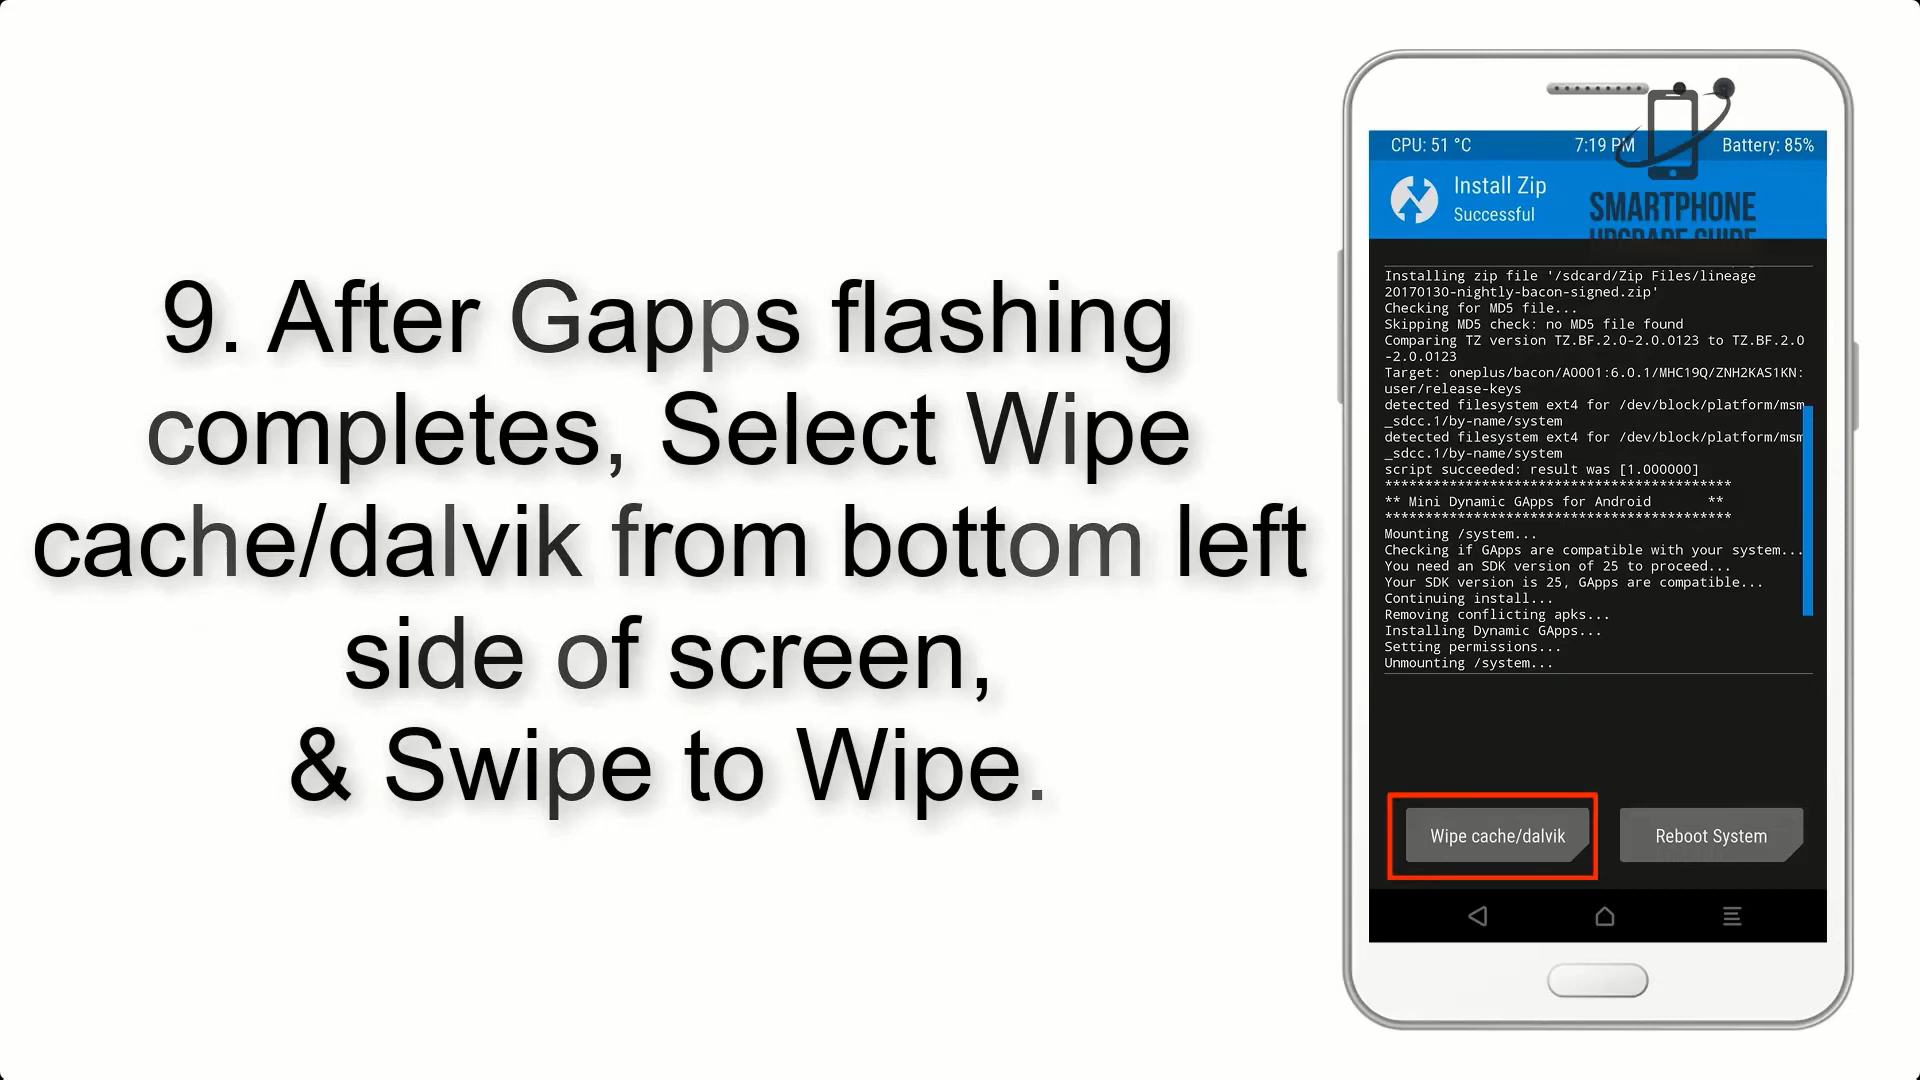 9. After Gapps flashing
completes, Select Wipe
cache/dalvik from bottom left
side of screen,
& Swipe to Wipe.
CPU: 51 °C 7:19 PM Battery: 85%
Install Zip
Successful
SMARTPHONE
UPGRADE GUIDE
Installing zip file '/sdcard/Zip Files/lineage
20170130-nightly-bacon-signed.zip'
Checking for MD5 file...
Skipping MD5 check: no MD5 file found
Comparing TZ version TZ.BF.2.0-2.0.0123 to TZ.BF.2.0
-2.0.0123
Target: oneplus/bacon/A0001:6.0.1/MHC19Q/ZNH2KAS1KN:
user/release-keys
detected filesystem ext4 for /dev/block/platform/msm
_sdcc.1/by-name/system
detected filesystem ext4 for /dev/block/platform/msm
_sdcc.1/by-name/system
script succeeded: result was [1.000000]
*******************************************
** Mini Dynamic GApps for Android **
*******************************************
Mounting /system...
Checking if GApps are compatible with your system...
You need an SDK version of 25 to proceed...
Your SDK version is 25, GApps are compatible...
Continuing install...
Removing conflicting apks...
Installing Dynamic GApps...
Setting permissions...
Unmounting /system...
Wipe cache/dalvik Reboot System